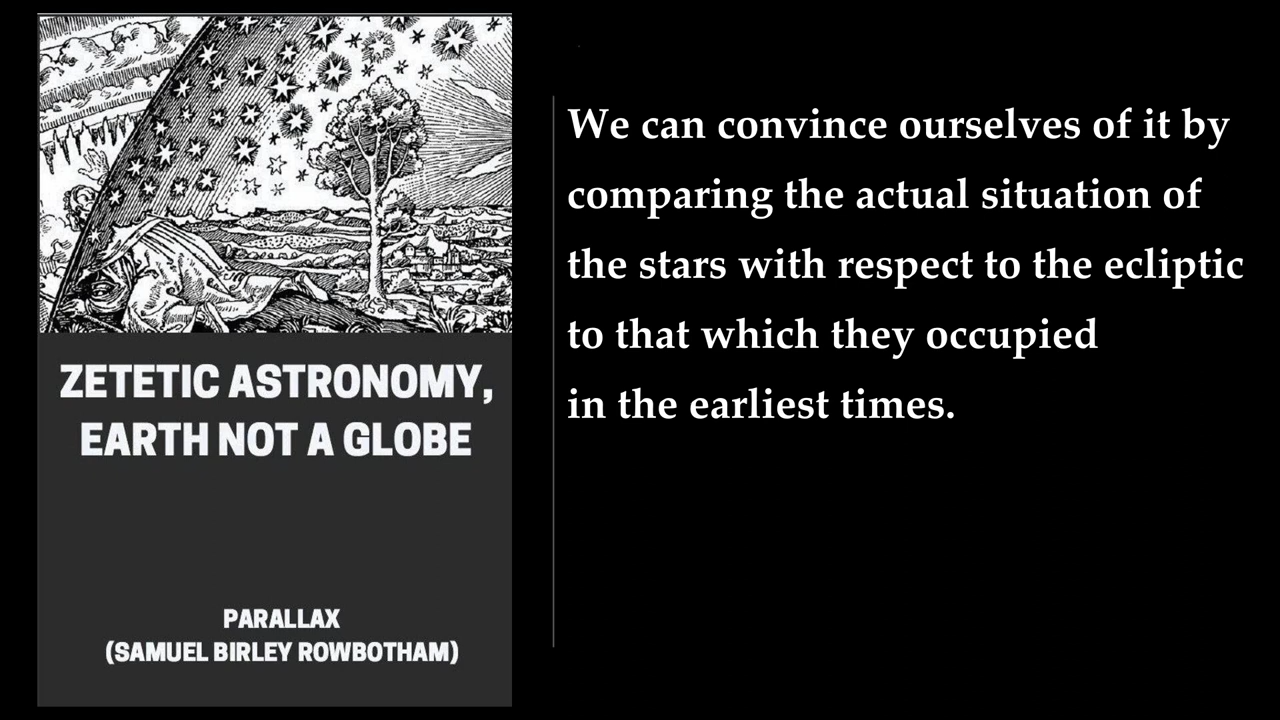 ZETETIC ASTRONOMY,
EARTH NOT A GLOBE
PARALLAX
(SAMUEL BIRLEY ROWBOTHAM)
We can convince ourselves of it by
comparing the actual situation of
the stars with respect to the ecliptic
to that which they occupied
in the earliest times.